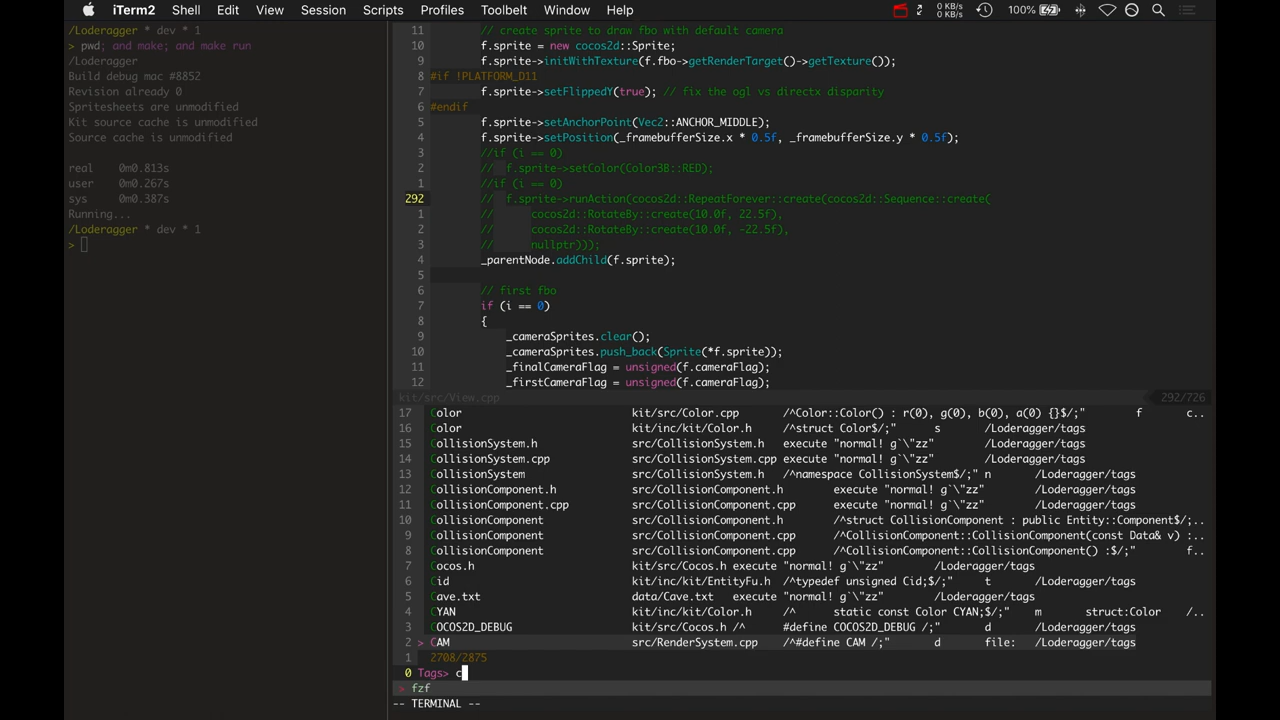 iTerm2 Shell Edit View Session Scripts Profiles Toolbelt Window Help 0 KB/s 0 KB/s 100%
/Loderagger * dev * 1
> pwd; and make; and make run
/Loderagger
Build debug mac #8852
Revision already 0
Spritesheets are unmodified
Kit source cache is unmodified
Source cache is unmodified
real 0m0.813s
user 0m0.267s
sys 0m0.387s
Running...
/Loderagger * dev * 1
>
11 // create sprite to draw fbo with default camera
10 f.sprite = new cocos2d::Sprite;
9 f.sprite->initWithTexture(f.fbo->getRenderTarget()->getTexture());
8 #if !PLATFORM_D11
7 f.sprite->setFlippedY(true); // fix the ogl vs directx disparity
6 #endif
5 f.sprite->setAnchorPoint(Vec2::ANCHOR_MIDDLE);
4 f.sprite->setPosition(_framebufferSize.x * 0.5f, _framebufferSize.y * 0.5f);
3 //if (i == 0)
2 // f.sprite->setColor(Color3B::RED);
1 //if (i == 0)
292 // f.sprite->runAction(cocos2d::RepeatForever::create(cocos2d::Sequence::create(
1 // cocos2d::RotateBy::create(10.0f, 22.5f),
2 // cocos2d::RotateBy::create(10.0f, -22.5f),
3 // nullptr)));
4 _parentNode.addChild(f.sprite);
5
6 // first fbo
7 if (i == 0)
8 {
9 _cameraSprites.clear();
10 _cameraSprites.push_back(Sprite(*f.sprite));
11 _finalCameraFlag = unsigned(f.cameraFlag);
12 _firstCameraFlag = unsigned(f.cameraFlag);
kit/src/View.cpp 292/726
17 Color kit/src/Color.cpp /^Color::Color() : r(0), g(0), b(0), a(0) {}$/;" f c..
16 Color kit/inc/kit/Color.h /^struct Color$/;" s /Loderagger/tags
15 CollisionSystem.h src/CollisionSystem.h execute "normal! g`\"zz" /Loderagger/tags
14 CollisionSystem.cpp src/CollisionSystem.cpp execute "normal! g`\"zz" /Loderagger/tags
13 CollisionSystem src/CollisionSystem.h /^namespace CollisionSystem$/;" n /Loderagger/tags
12 CollisionComponent.h src/CollisionComponent.h execute "normal! g`\"zz" /Loderagger/tags
11 CollisionComponent.cpp src/CollisionComponent.cpp execute "normal! g`\"zz" /Loderagger/tags
10 CollisionComponent src/CollisionComponent.h /^struct CollisionComponent : public Entity::Component$/;..
9 CollisionComponent src/CollisionComponent.cpp /^CollisionComponent::CollisionComponent(const Data& v) :..
8 CollisionComponent src/CollisionComponent.cpp /^CollisionComponent::CollisionComponent() :$/;" f..
7 Cocos.h kit/src/Cocos.h execute "normal! g`\"zz" /Loderagger/tags
6 Cid kit/inc/kit/EntityFu.h /^typedef unsigned Cid;$/;" t /Loderagger/tags
5 Cave.txt data/Cave.txt execute "normal! g`\"zz" /Loderagger/tags
4 CYAN kit/inc/kit/Color.h /^ static const Color CYAN;$/;" m struct:Color /..
3 COCOS2D_DEBUG kit/src/Cocos.h /^ #define COCOS2D_DEBUG /;" d /Loderagger/tags
2 > CAM src/RenderSystem.cpp /^#define CAM /;" d file: /Loderagger/tags
1 2708/2875
0 Tags> c
> fzf
-- TERMINAL --